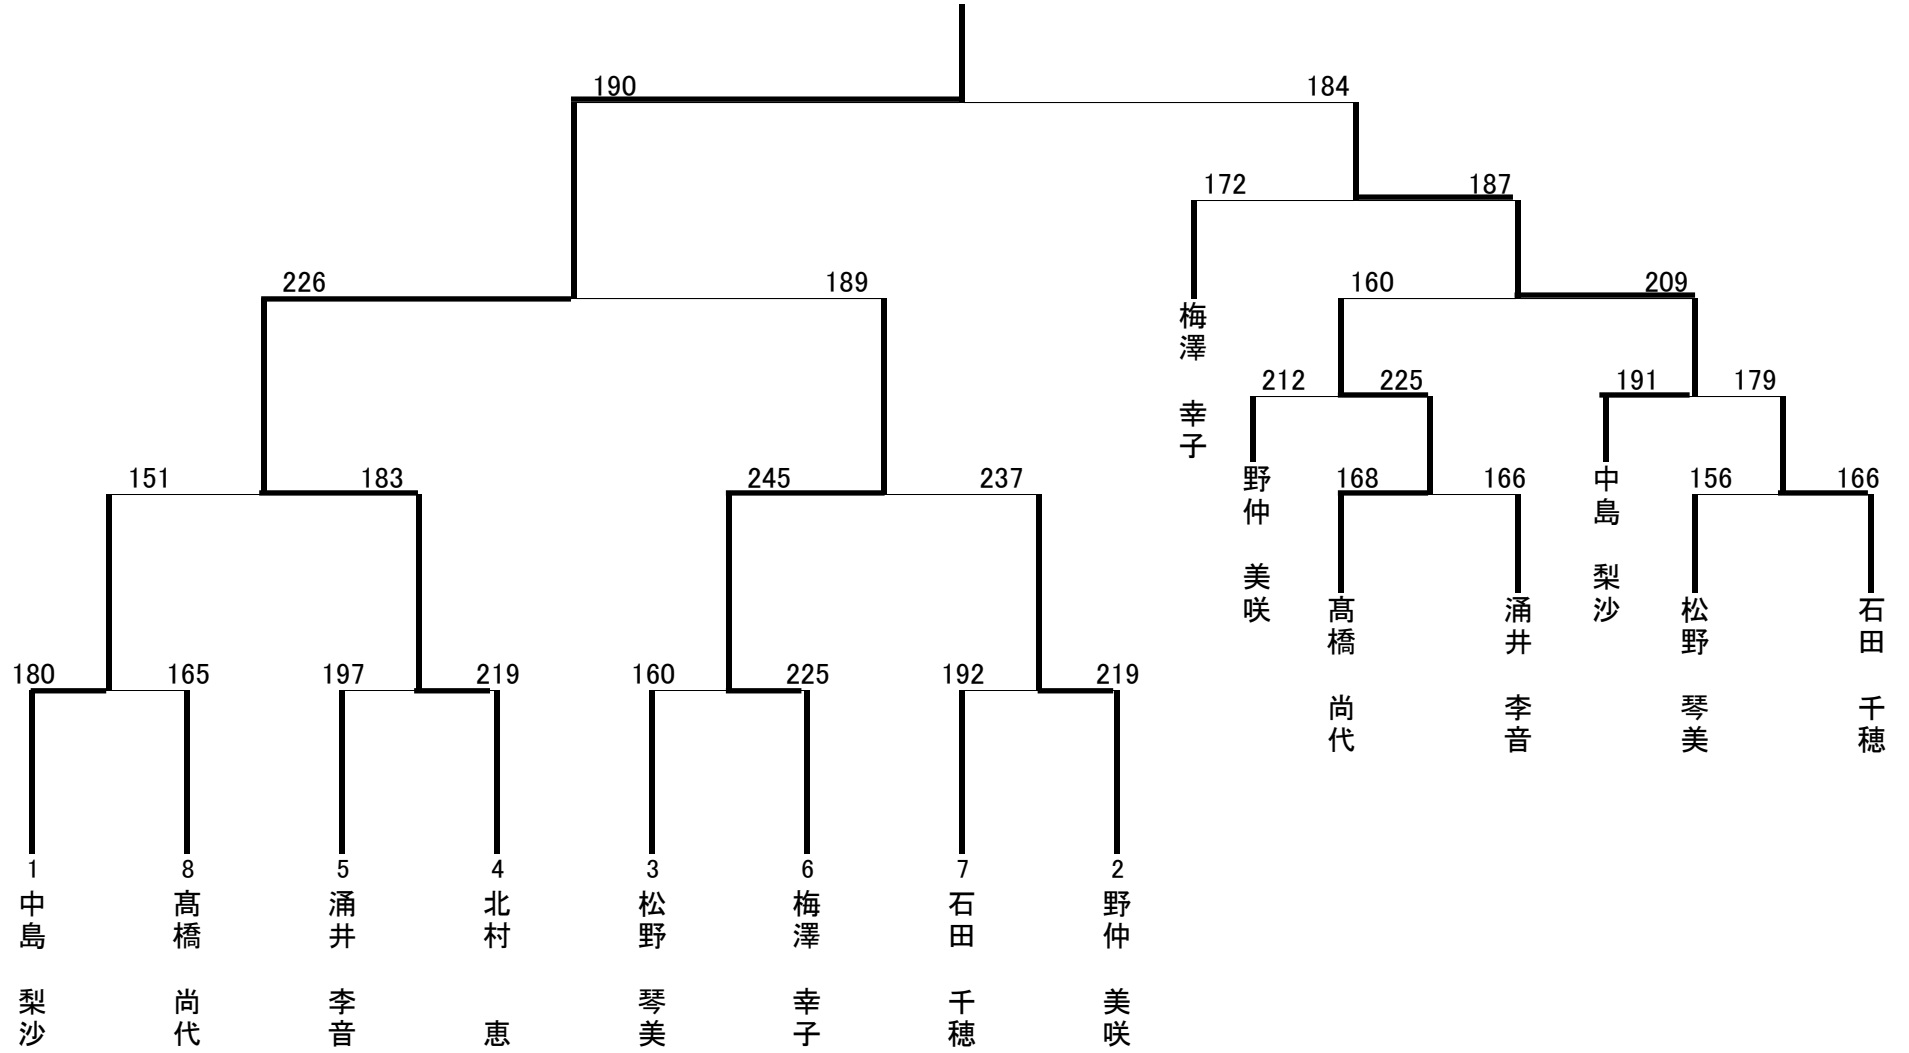 190 184
172 187
226 189 160 209
梅澤 幸子
212 225 191 179
151 183 245 237 168 166 156 166
野仲 美咲
中島 梨沙
髙橋 尚代
涌井 李音
松野 琴美
石田 千穂
180 165 197 219 160 225 192 219
1 8 5 4 3 6 7 2
中島 梨沙
髙橋 尚代
涌井 李音
北村 恵
松野 琴美
梅澤 幸子
石田 千穂
野仲 美咲